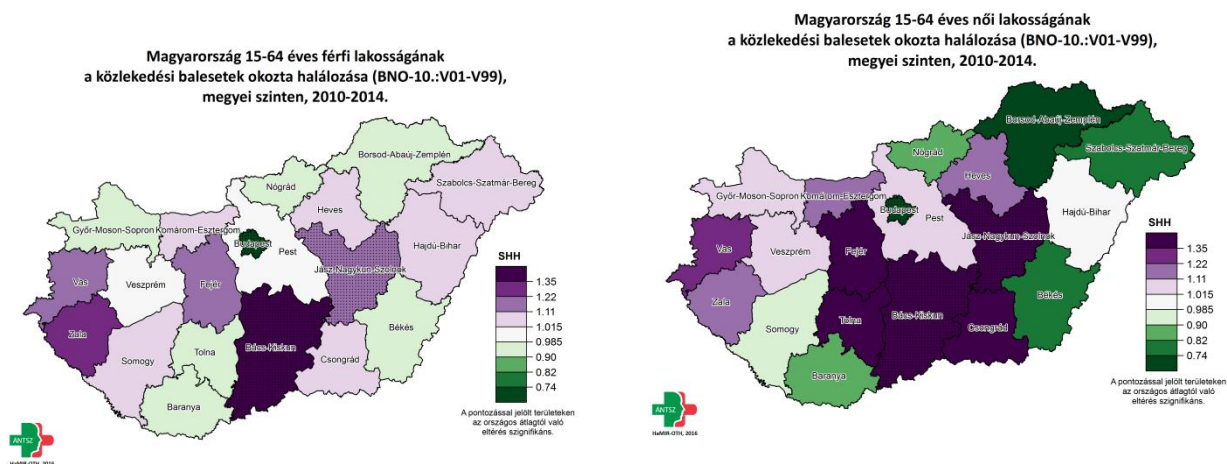 Magyarország 15-64 éves férfi lakosságának
a közlekedési balesetek okozta halálozása (BNO-10.:V01-V99),
megyei szinten, 2010-2014.
Borsod-Abaúj-Zemplén
Szabolcs-Szatmár-Bereg
Nógrád
Heves
Győr-Moson-Sopron
Komárom-Esztergom
Budapest
Pest
Hajdú-Bihar
Jász-Nagykun-Szolnok
Vas
Veszprém
Fejér
Zala
Somogy
Tolna
Bács-Kiskun
Békés
Csongrád
Baranya
SHH
1.35
1.22
1.11
1.015
0.985
0.90
0.82
0.74
A pontozással jelölt területeken
az országos átlagtól való
eltérés szignifikáns.
ÁNTSZ
HaMIR-OTH, 2016
Magyarország 15-64 éves női lakosságának
a közlekedési balesetek okozta halálozása (BNO-10.:V01-V99),
megyei szinten, 2010-2014.
Borsod-Abaúj-Zemplén
Szabolcs-Szatmár-Bereg
Nógrád
Heves
Győr-Moson-Sopron
Komárom-Esztergom
Budapest
Pest
Hajdú-Bihar
Jász-Nagykun-Szolnok
Vas
Veszprém
Fejér
Zala
Somogy
Tolna
Bács-Kiskun
Békés
Csongrád
Baranya
SHH
1.35
1.22
1.11
1.015
0.985
0.90
0.82
0.74
A pontozással jelölt területeken
az országos átlagtól való
eltérés szignifikáns.
ÁNTSZ
HaMIR-OTH, 2016